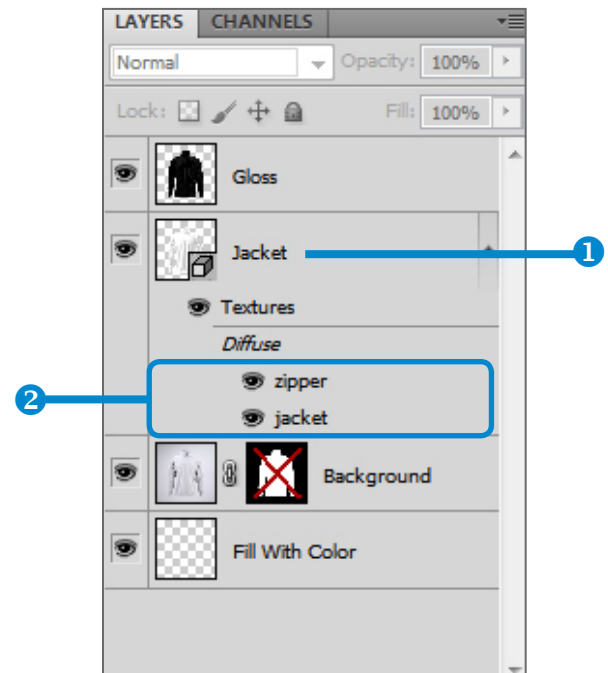 LAYERS CHANNELS
Normal Opacity: 100%
Lock: Fill: 100%
Gloss
Jacket 1
Textures
Diffuse
zipper
2
jacket
Background
Fill With Color